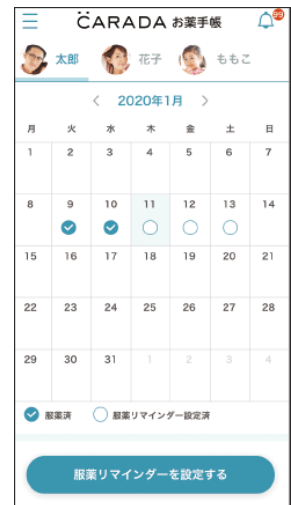 CARADA お薬手帳
99
太郎 花子 ももこ
< 2020年1月 >
月 火 水 木 金 土 日
1 2 3 4 5 6 7
8 9 10 11 12 13 14
15 16 17 18 19 20 21
22 23 24 25 26 27 28
29 30 31 1 2 3 4
服薬済 服薬リマインダー設定済
服薬リマインダーを設定する